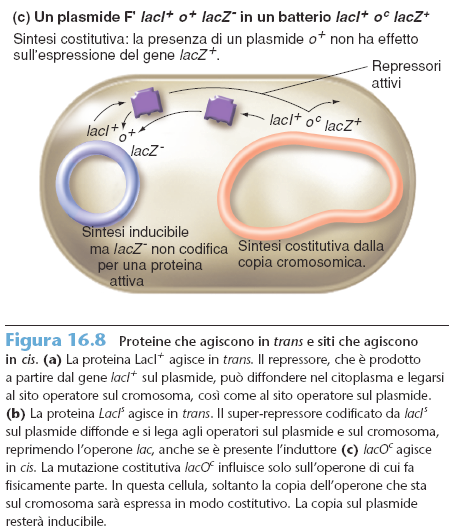 (c) Un plasmide F' lacI+ o+ lacZ- in un batterio lacI+ oc lacZ+
Sintesi costitutiva: la presenza di un plasmide o+ non ha effetto
sull'espressione del gene lacZ+.
Repressori
attivi
lacI+ o+ lacZ-
lacI+ oc lacZ+
Sintesi inducibile
ma lacZ- non codifica
per una proteina
attiva
Sintesi costitutiva dalla
copia cromosomica.
Figura 16.8 Proteine che agiscono in trans e siti che agiscono
in cis. (a) La proteina LacI+ agisce in trans. Il repressore, che è prodotto
a partire dal gene lacI+ sul plasmide, può diffondere nel citoplasma e legarsi
al sito operatore sul cromosoma, così come al sito operatore sul plasmide.
(b) La proteina LacIs agisce in trans. Il super-repressore codificato da lacIs
sul plasmide diffonde e si lega agli operatori sul plasmide e sul cromosoma,
reprimendo l'operone lac, anche se è presente l'induttore (c) lacOc agisce
in cis. La mutazione costitutiva lacOc influisce solo sull'operone di cui fa
fisicamente parte. In questa cellula, soltanto la copia dell'operone che sta
sul cromosoma sarà espressa in modo costitutivo. La copia sul plasmide
resterà inducibile.